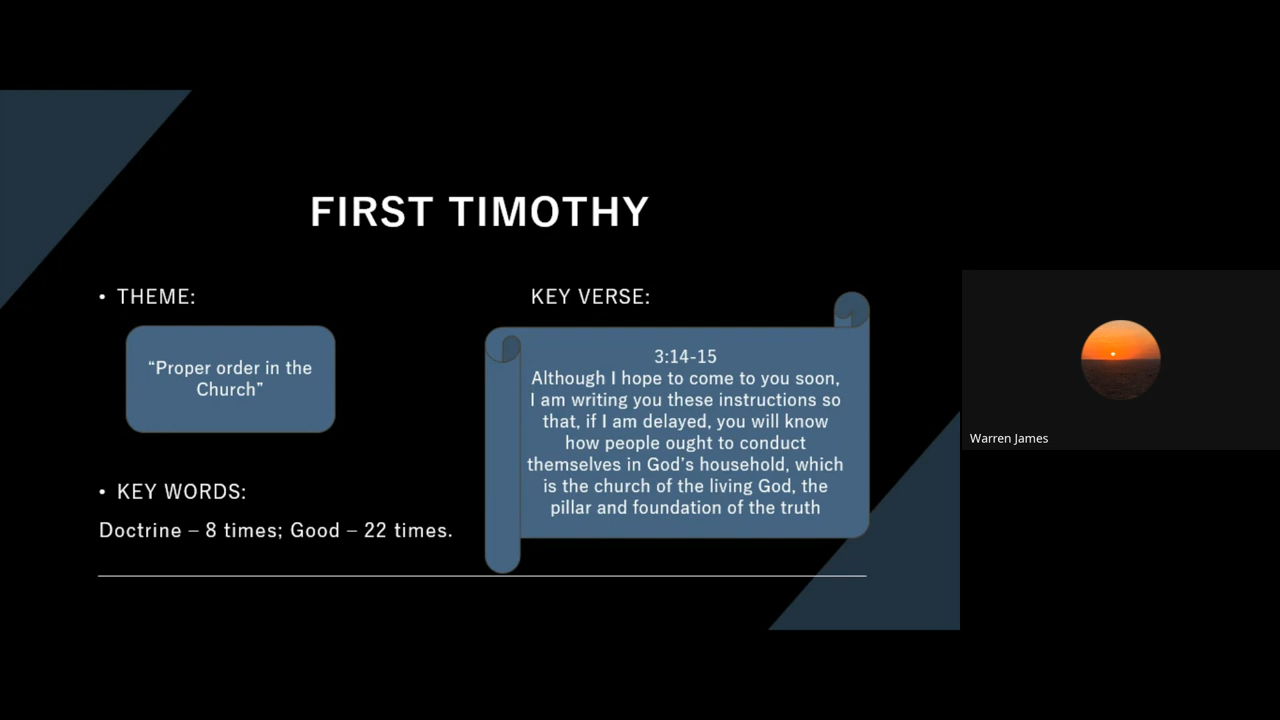 FIRST TIMOTHY
• THEME:
“Proper order in the
Church”
• KEY WORDS:
Doctrine – 8 times; Good – 22 times.
KEY VERSE:
3:14-15
Although I hope to come to you soon,
I am writing you these instructions so
that, if I am delayed, you will know
how people ought to conduct
themselves in God’s household, which
is the church of the living God, the
pillar and foundation of the truth
Warren James